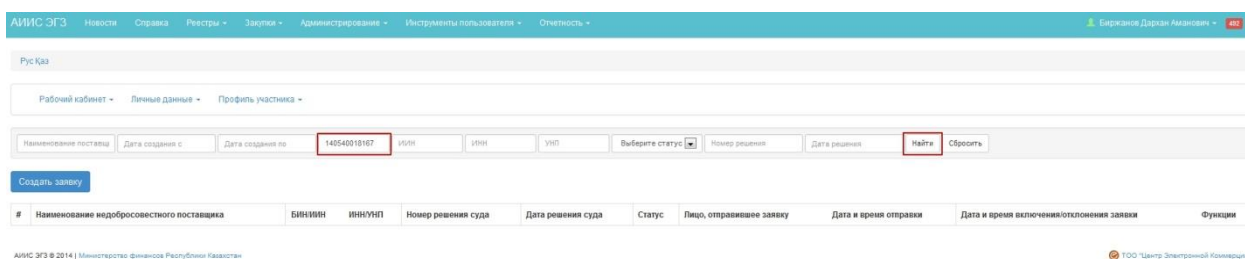 АИИС ЭГЗ Новости Справка Реестры Закупки Администрирование Инструменты пользователя Отчетность Биржанов Дархан Аманович 492
Рус Қаз
Рабочий кабинет Личные данные Профиль участника
Наименование поставщ Дата создания с Дата создания по 140540018167 ИИН ИНН УНП Выберите статус Номер решения Дата решения Найти Сбросить
Создать заявку
# Наименование недобросовестного поставщика БИН/ИИН ИНН/УНП Номер решения суда Дата решения суда Статус Лицо, отправившее заявку Дата и время отправки Дата и время включения/отклонения заявки Функции
АИИС ЭГЗ © 2014 | Министерство финансов Республики Казахстан ТОО "Центр Электронной Коммерци